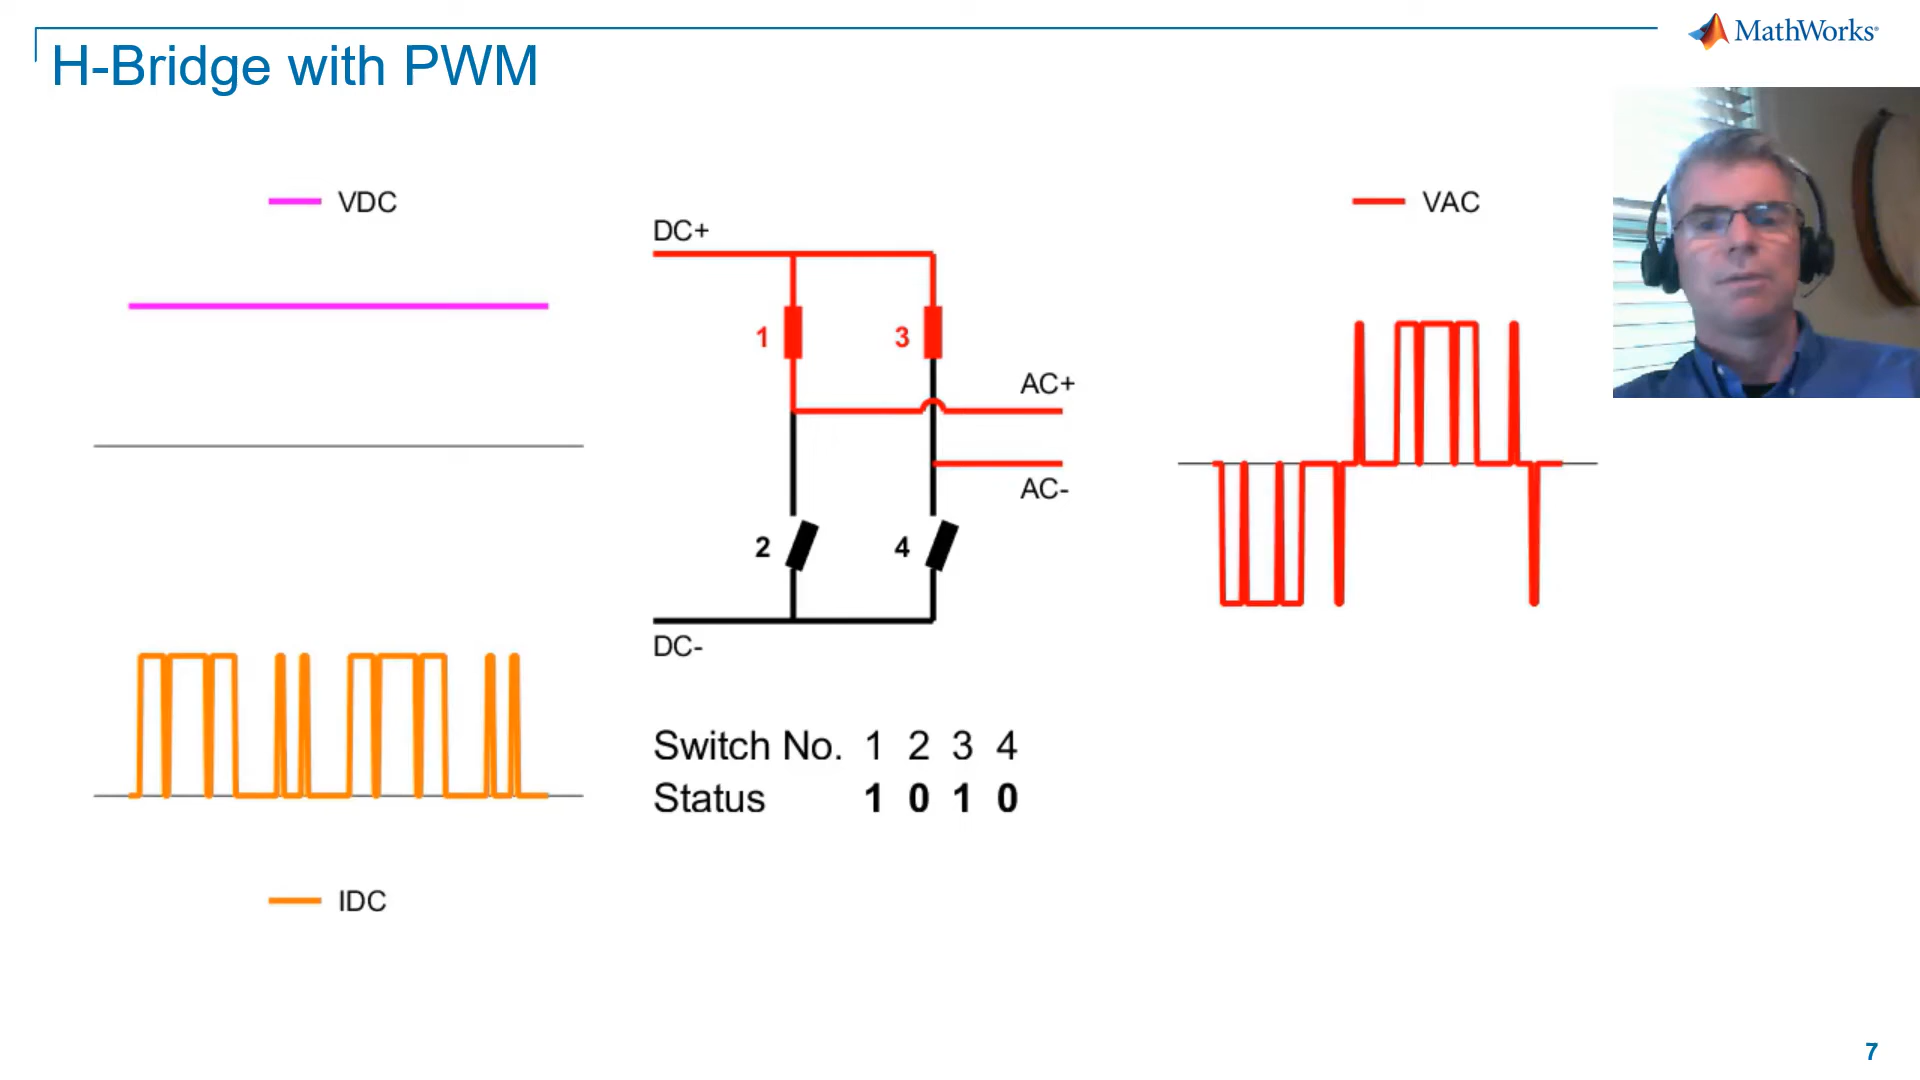 MathWorks®
H-Bridge with PWM
VDC
VAC
DC+
1
3
AC+
AC-
2
4
DC-
Switch No. 1 2 3 4
Status 1 0 1 0
IDC
7